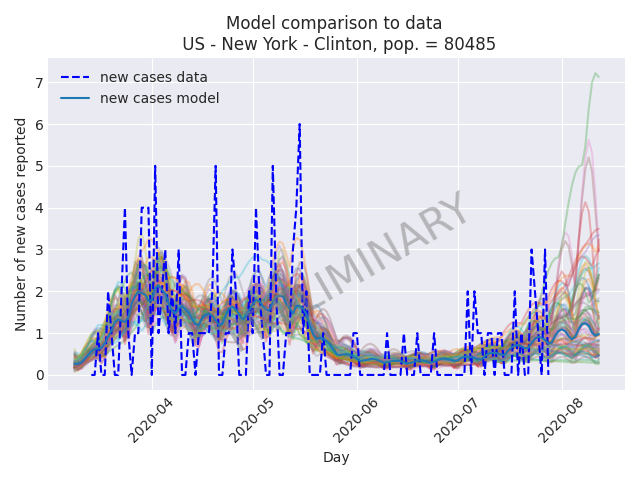 Model comparison to data
US - New York - Clinton, pop. = 80485
new cases data
new cases model
Number of new cases reported
7
6
5
4
3
2
1
0
LIMINARY
2020-04
2020-05
2020-06
2020-07
2020-08
Day